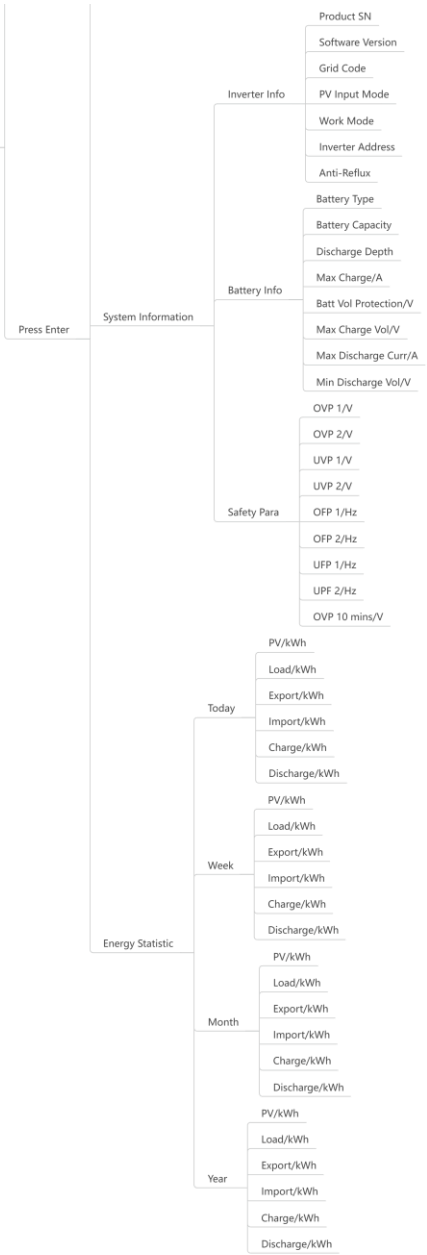 Press Enter
System Information
Inverter Info
Product SN
Software Version
Grid Code
PV Input Mode
Work Mode
Inverter Address
Anti-Reflux
Battery Info
Battery Type
Battery Capacity
Discharge Depth
Max Charge/A
Batt Vol Protection/V
Max Charge Vol/V
Max Discharge Curr/A
Min Discharge Vol/V
Safety Para
OVP 1/V
OVP 2/V
UVP 1/V
UVP 2/V
OFP 1/Hz
OFP 2/Hz
UFP 1/Hz
UPF 2/Hz
OVP 10 mins/V
Energy Statistic
Today
PV/kWh
Load/kWh
Export/kWh
Import/kWh
Charge/kWh
Discharge/kWh
Week
PV/kWh
Load/kWh
Export/kWh
Import/kWh
Charge/kWh
Discharge/kWh
Month
PV/kWh
Load/kWh
Export/kWh
Import/kWh
Charge/kWh
Discharge/kWh
Year
PV/kWh
Load/kWh
Export/kWh
Import/kWh
Charge/kWh
Discharge/kWh